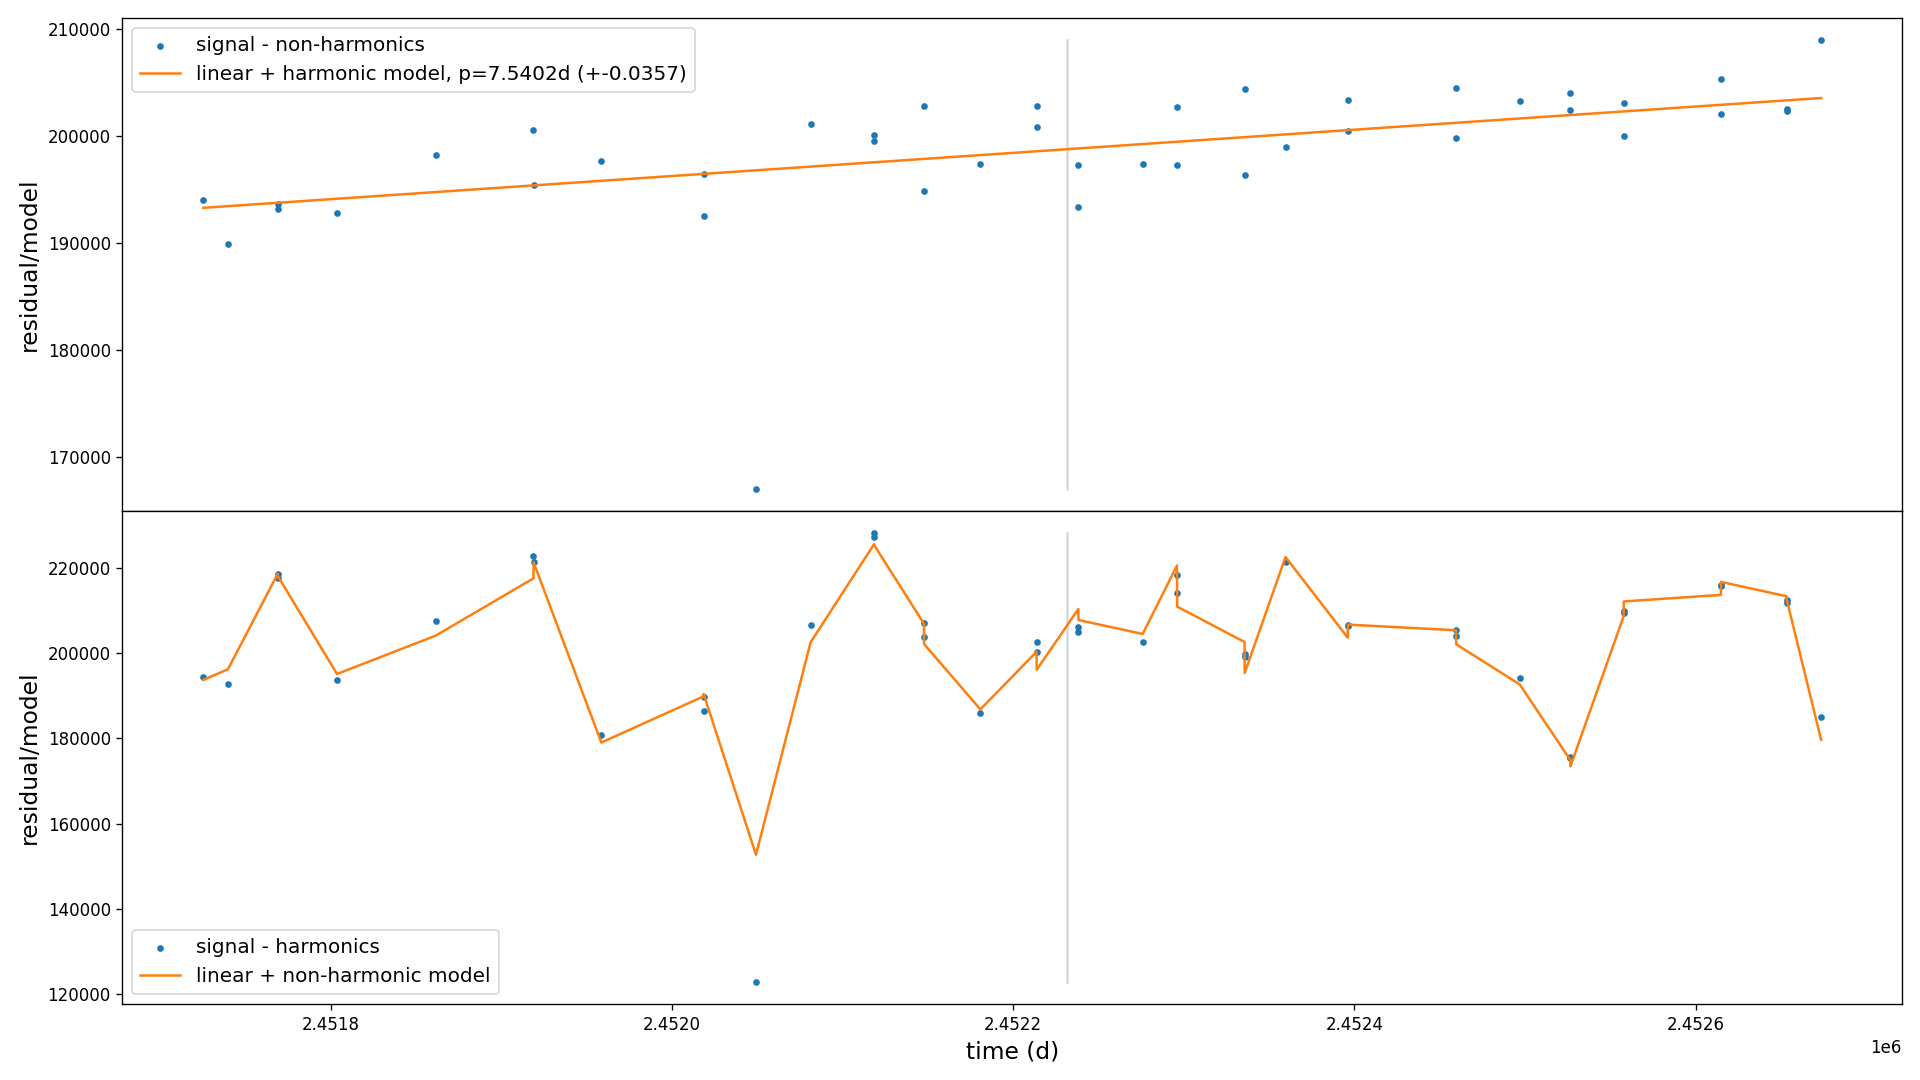 210000
signal - non-harmonics
linear + harmonic model, p=7.5402d (+-0.0357)
200000
190000
180000
170000
residual/model
220000
200000
180000
160000
140000
120000
residual/model
signal - harmonics
linear + non-harmonic model
2.4518 2.4520 2.4522 2.4524 2.4526
time (d)
1e6